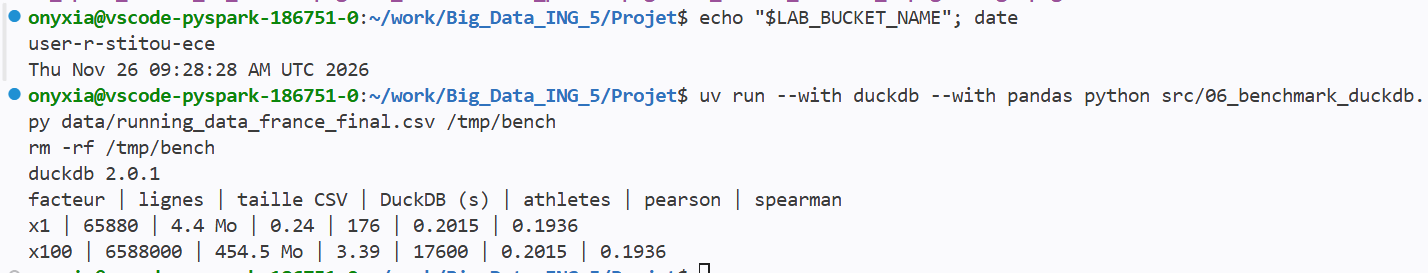 onyxia@vscode-pyspark-186751-0:~/work/Big_Data_ING_5/Projet$ echo "$LAB_BUCKET_NAME"; date
user-r-stitou-ece
Thu Nov 26 09:28:28 AM UTC 2026
onyxia@vscode-pyspark-186751-0:~/work/Big_Data_ING_5/Projet$ uv run --with duckdb --with pandas python src/06_benchmark_duckdb.
py data/running_data_france_final.csv /tmp/bench
rm -rf /tmp/bench
duckdb 2.0.1
facteur | lignes | taille CSV | DuckDB (s) | athletes | pearson | spearman
x1 | 65880 | 4.4 Mo | 0.24 | 176 | 0.2015 | 0.1936
x100 | 6588000 | 454.5 Mo | 3.39 | 17600 | 0.2015 | 0.1936